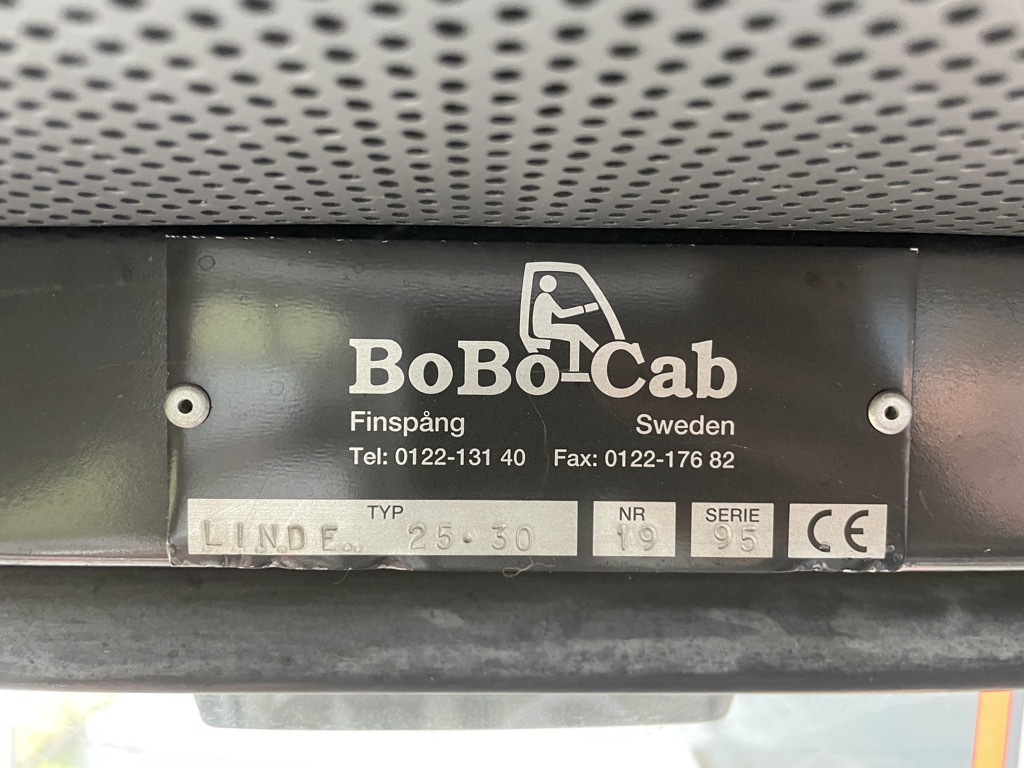 BoBo-Cab
Finspång Sweden
Tel: 0122-131 40 Fax: 0122-176 82
TYP NR SERIE
LINDE.. 25·30 19 95 CE